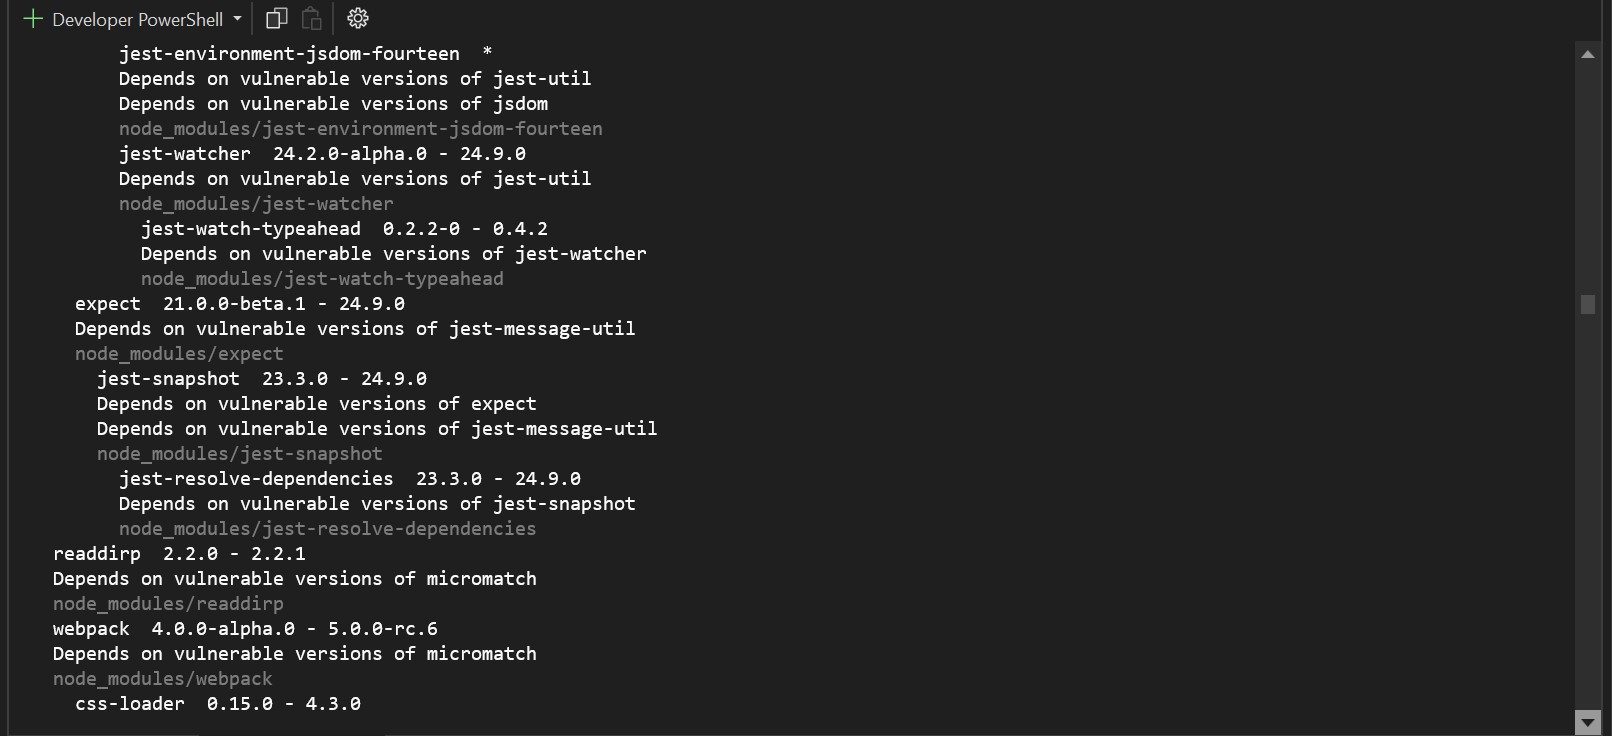 Developer PowerShell
jest-environment-jsdom-fourteen  *
Depends on vulnerable versions of jest-util
Depends on vulnerable versions of jsdom
node_modules/jest-environment-jsdom-fourteen
jest-watcher  24.2.0-alpha.0 - 24.9.0
Depends on vulnerable versions of jest-util
node_modules/jest-watcher
jest-watch-typeahead  0.2.2-0 - 0.4.2
Depends on vulnerable versions of jest-watcher
node_modules/jest-watch-typeahead
expect  21.0.0-beta.1 - 24.9.0
Depends on vulnerable versions of jest-message-util
node_modules/expect
jest-snapshot  23.3.0 - 24.9.0
Depends on vulnerable versions of expect
Depends on vulnerable versions of jest-message-util
node_modules/jest-snapshot
jest-resolve-dependencies  23.3.0 - 24.9.0
Depends on vulnerable versions of jest-snapshot
node_modules/jest-resolve-dependencies
readdirp  2.2.0 - 2.2.1
Depends on vulnerable versions of micromatch
node_modules/readdirp
webpack  4.0.0-alpha.0 - 5.0.0-rc.6
Depends on vulnerable versions of micromatch
node_modules/webpack
css-loader  0.15.0 - 4.3.0